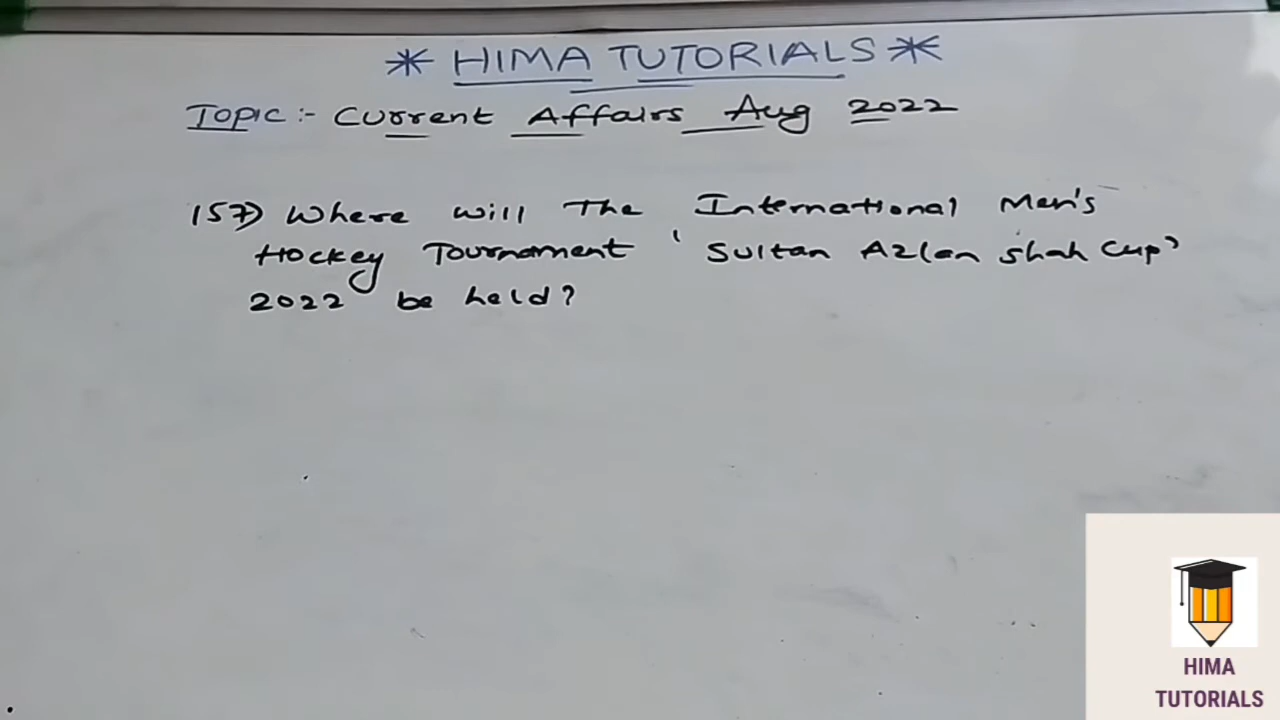 * HIMA TUTORIALS *
Topic :- Current Affairs Aug 2022
157) Where will The International Men's
Hockey Tournament 'Sultan Azlan Shah Cup'
2022 be held?
HIMA
TUTORIALS